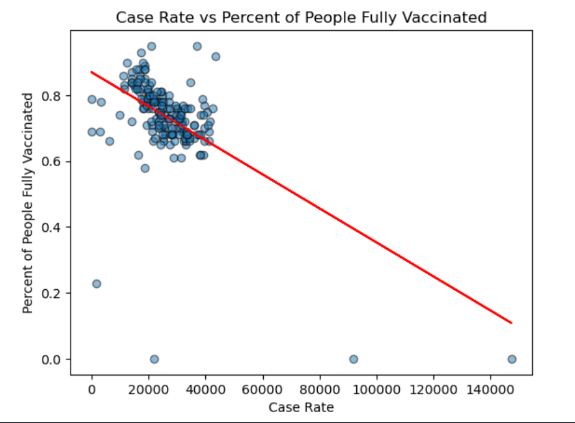 Case Rate vs Percent of People Fully Vaccinated
Percent of People Fully Vaccinated
0.8
0.6
0.4
0.2
0.0
0 20000 40000 60000 80000 100000 120000 140000
Case Rate